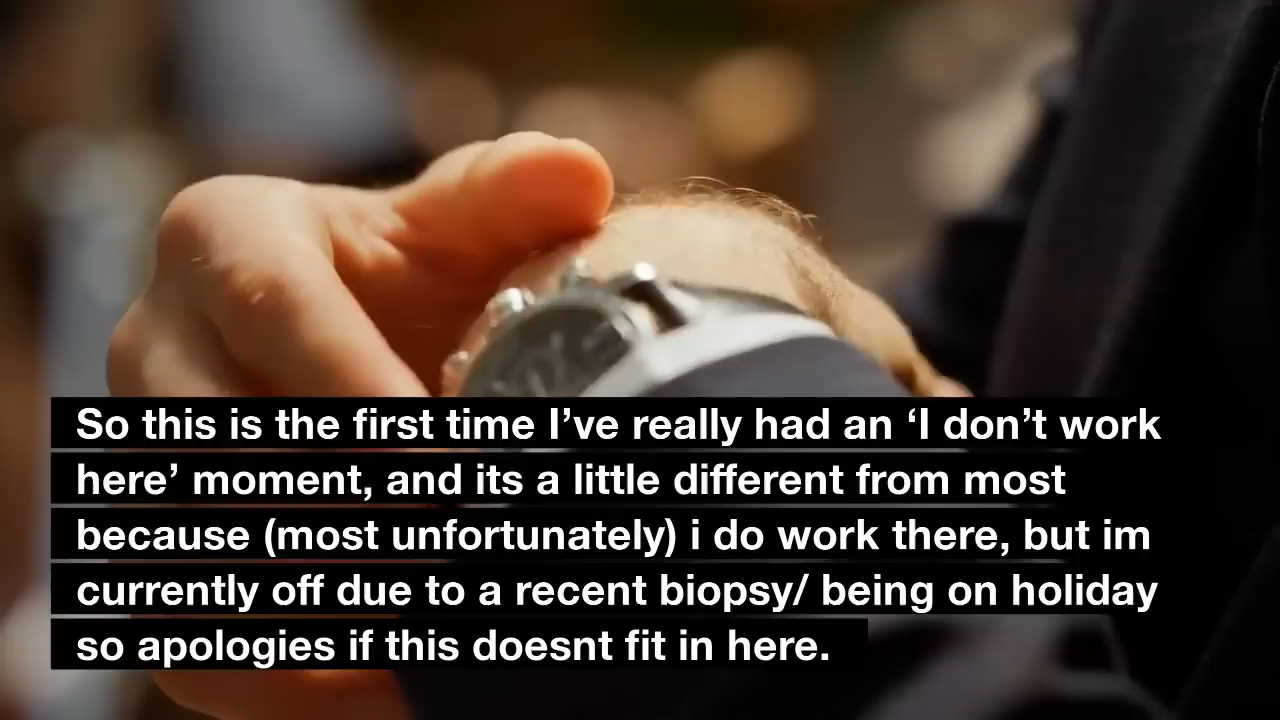 So this is the first time I’ve really had an ‘I don’t work
here’ moment, and its a little different from most
because (most unfortunately) i do work there, but im
currently off due to a recent biopsy/ being on holiday
so apologies if this doesnt fit in here.